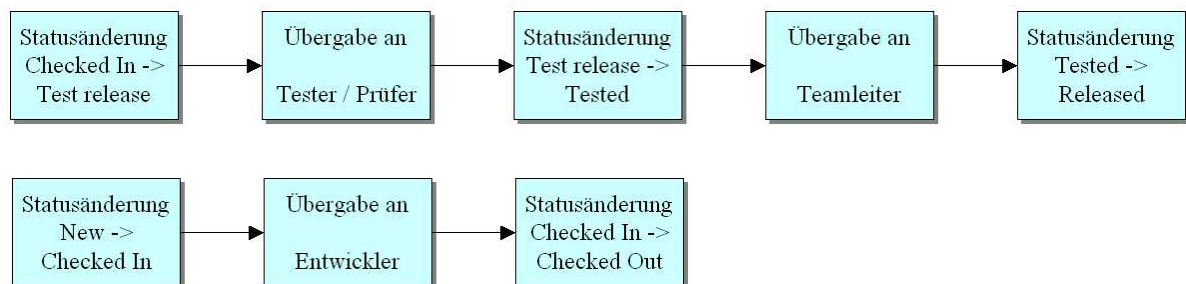 Statusänderung
Checked In ->
Test release
Übergabe an
Tester / Prüfer
Statusänderung
Test release ->
Tested
Übergabe an
Teamleiter
Statusänderung
Tested ->
Released
Statusänderung
New ->
Checked In
Übergabe an
Entwickler
Statusänderung
Checked In ->
Checked Out